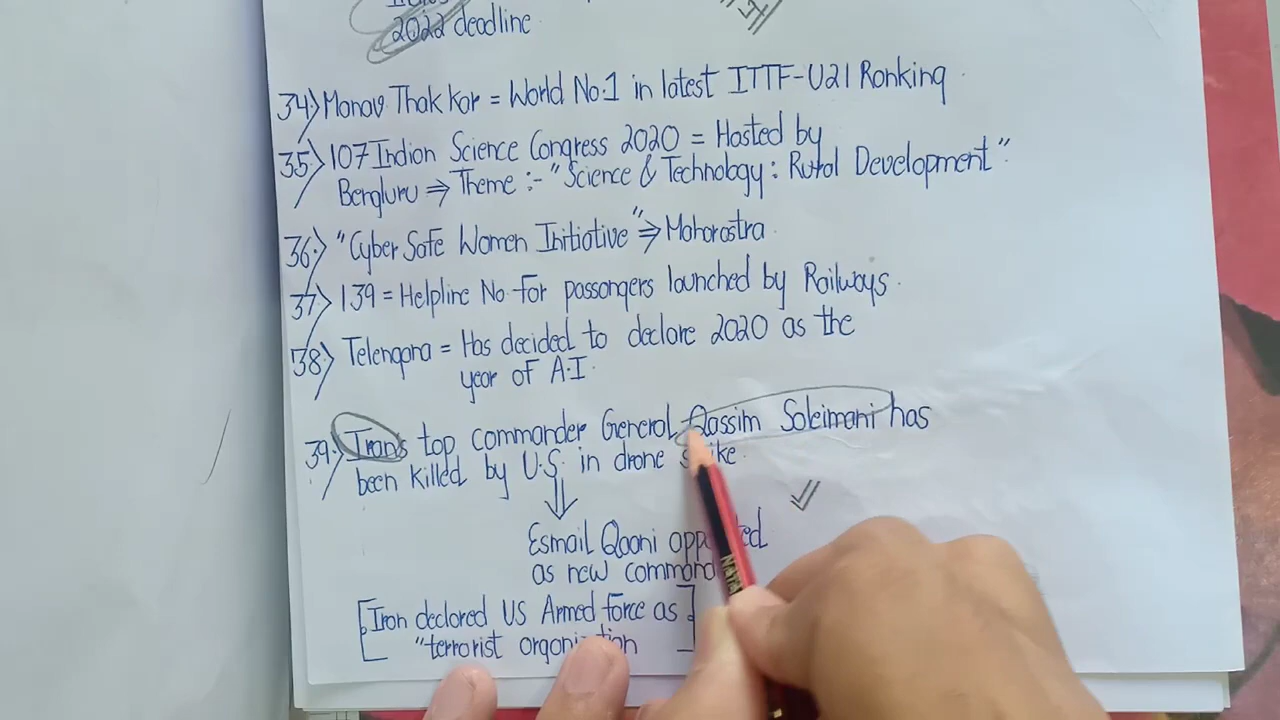 2022 deadline
34) Manav Thakkar = World No.1 in latest ITTF-U21 Ranking
35) 107 Indian Science Congress 2020 = Hosted by
Bengluru ⇒ Theme :- "Science & Technology: Rural Development"
36) "Cyber Safe Women Initiative" ⇒ Maharastra
37) 139 = Helpline No. for passangers launched by Railways.
38) Telengana = Has decided to declare 2020 as the
year of A.I.
39) Irans top commander General Qassim Soleimani has
been killed by U.S. in drone
⇓
Esmail Qaani
as new
[Iran declared US Armed force as]
"terrorist